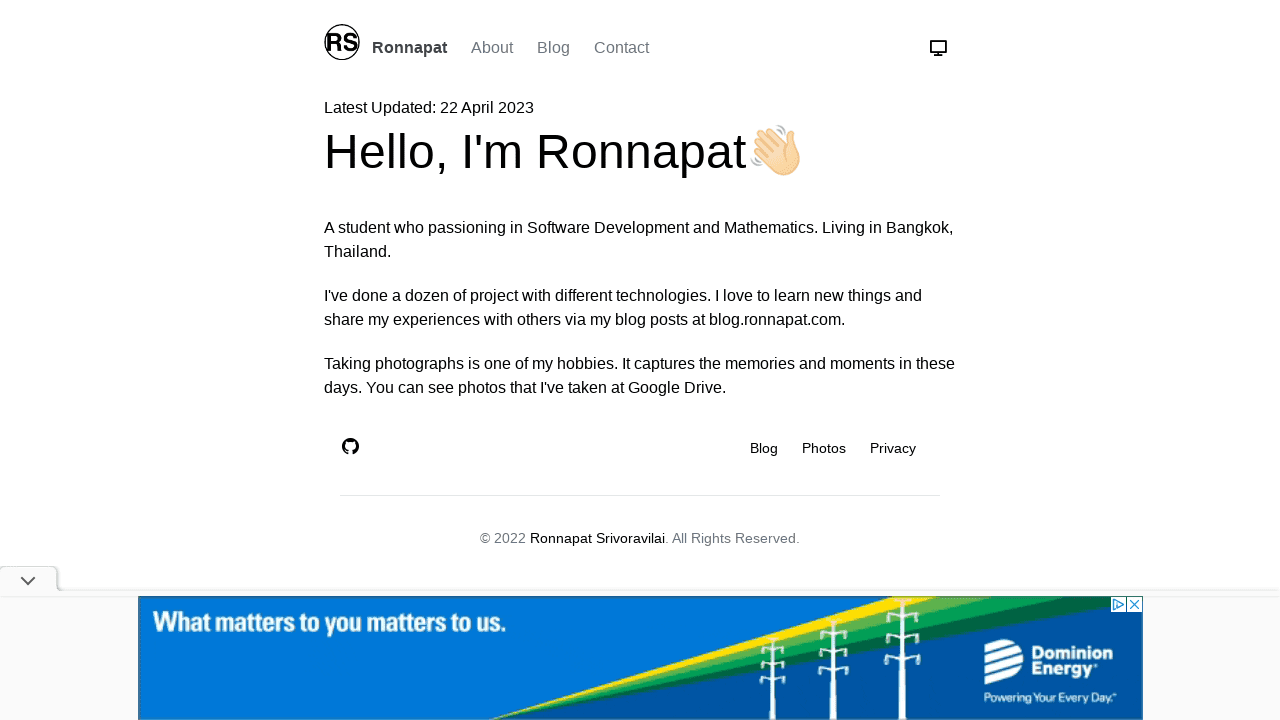 RS Ronnapat About Blog Contact
Latest Updated: 22 April 2023
Hello, I'm Ronnapat
A student who passioning in Software Development and Mathematics. Living in Bangkok,
Thailand.
I've done a dozen of project with different technologies. I love to learn new things and
share my experiences with others via my blog posts at blog.ronnapat.com.
Taking photographs is one of my hobbies. It captures the memories and moments in these
days. You can see photos that I've taken at Google Drive.
Blog Photos Privacy
© 2022 Ronnapat Srivoravilai. All Rights Reserved.
What matters to you matters to us.
Dominion
Energy®
Powering Your Every Day.™